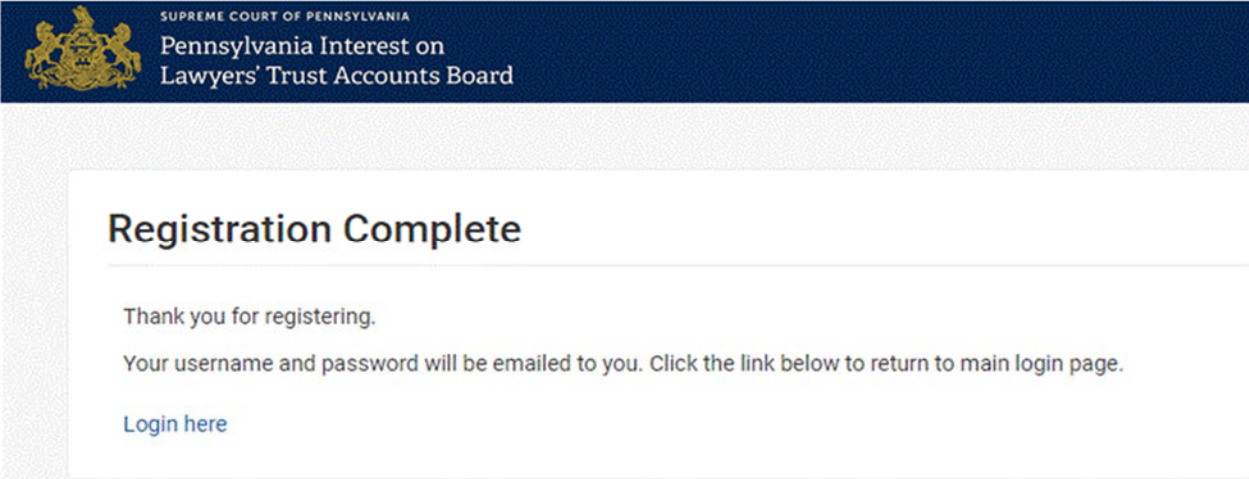 SUPREME COURT OF PENNSYLVANIA
Pennsylvania Interest on
Lawyers' Trust Accounts Board
Registration Complete
Thank you for registering.
Your username and password will be emailed to you. Click the link below to return to main login page.
Login here